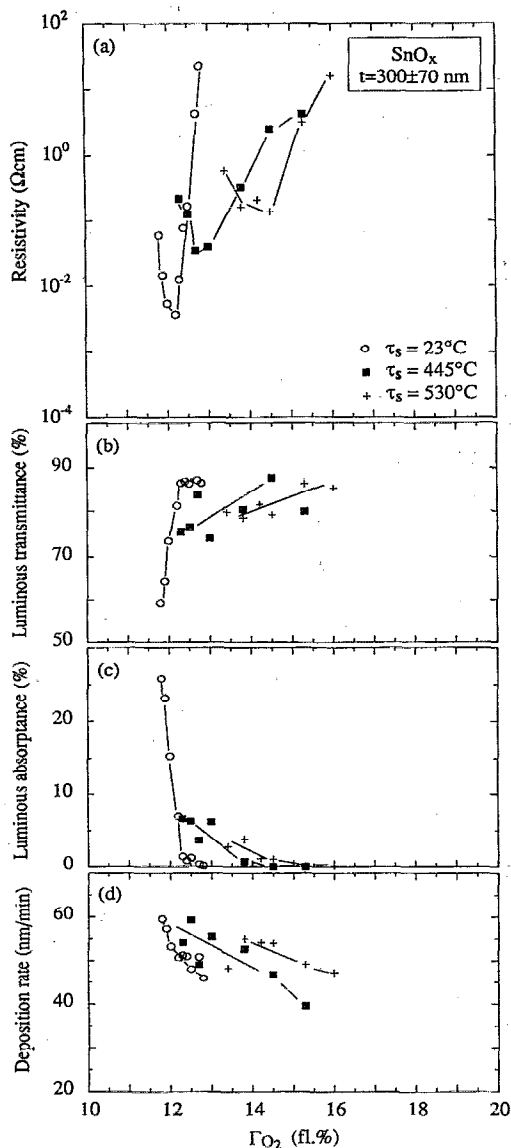 10²
(a)
SnOₓ
t=300±70 nm
10⁰
Resistivity (Ωcm)
10⁻²
τₛ = 23°C
τₛ = 445°C
τₛ = 530°C
10⁻⁴
(b)
90
Luminous transmittance (%)
70
50
(c)
20
Luminous absorptance (%)
10
0
(d)
60
Deposition rate (nm/min)
40
20
10 12 14 16 18 20
ΓO₂ (fl.%)